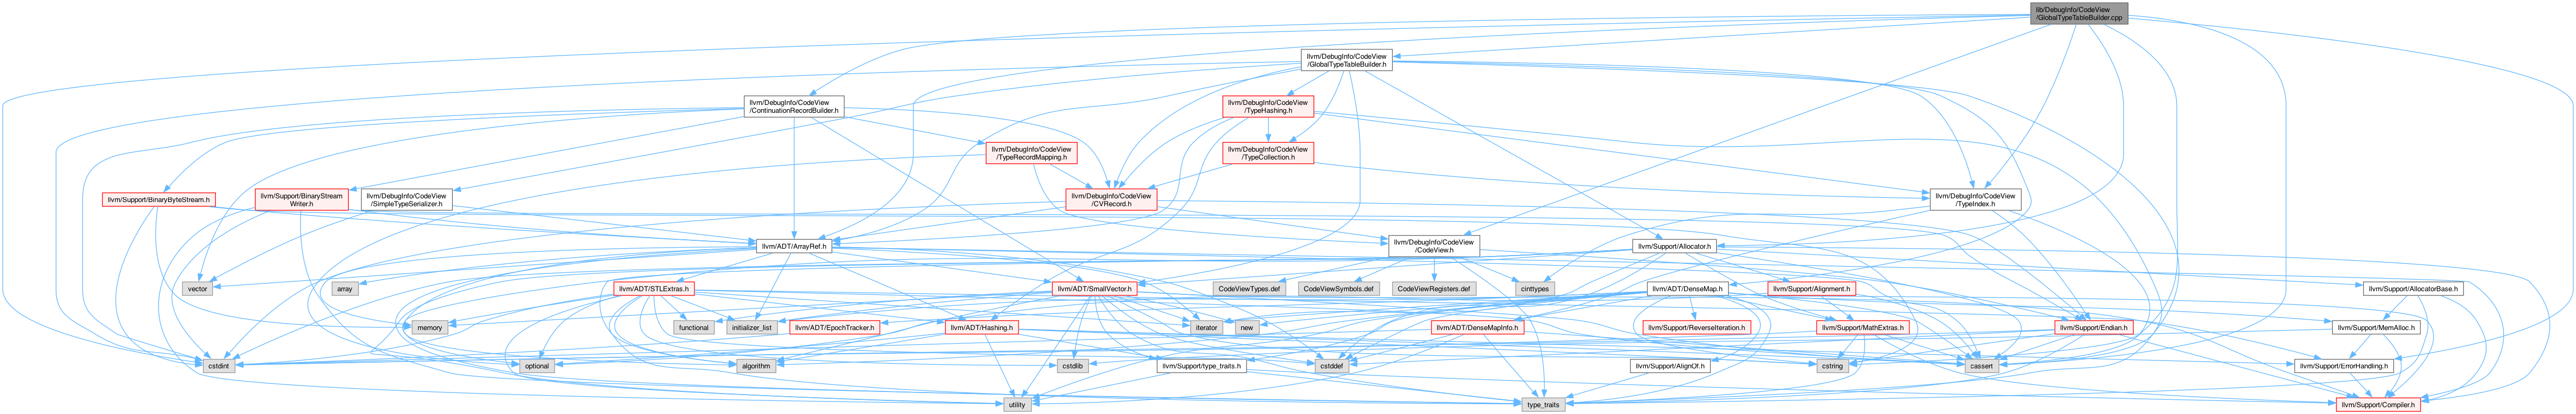 lib/DebugInfo/CodeView
/GlobalTypeTableBuilder.cpp
llvm/DebugInfo/CodeView
/GlobalTypeTableBuilder.h
llvm/DebugInfo/CodeView
/ContinuationRecordBuilder.h
llvm/DebugInfo/CodeView
/TypeHashing.h
llvm/DebugInfo/CodeView
/TypeRecordMapping.h
llvm/DebugInfo/CodeView
/TypeCollection.h
llvm/Support/BinaryByteStream.h
llvm/Support/BinaryStream
Writer.h
llvm/DebugInfo/CodeView
/SimpleTypeSerializer.h
llvm/DebugInfo/CodeView
/CVRecord.h
llvm/DebugInfo/CodeView
/TypeIndex.h
llvm/ADT/ArrayRef.h
llvm/DebugInfo/CodeView
/CodeView.h
llvm/Support/Allocator.h
vector
array
llvm/ADT/STLExtras.h
llvm/ADT/SmallVector.h
CodeViewTypes.def
CodeViewSymbols.def
CodeViewRegisters.def
cinttypes
llvm/ADT/DenseMap.h
llvm/Support/Alignment.h
llvm/Support/AllocatorBase.h
memory
functional
initializer_list
llvm/ADT/EpochTracker.h
llvm/ADT/Hashing.h
iterator
new
llvm/ADT/DenseMapInfo.h
llvm/Support/ReverseIteration.h
llvm/Support/MathExtras.h
llvm/Support/Endian.h
llvm/Support/MemAlloc.h
cstdint
optional
algorithm
cstdlib
llvm/Support/type_traits.h
cstddef
llvm/Support/AlignOf.h
cstring
cassert
llvm/Support/ErrorHandling.h
utility
type_traits
llvm/Support/Compiler.h